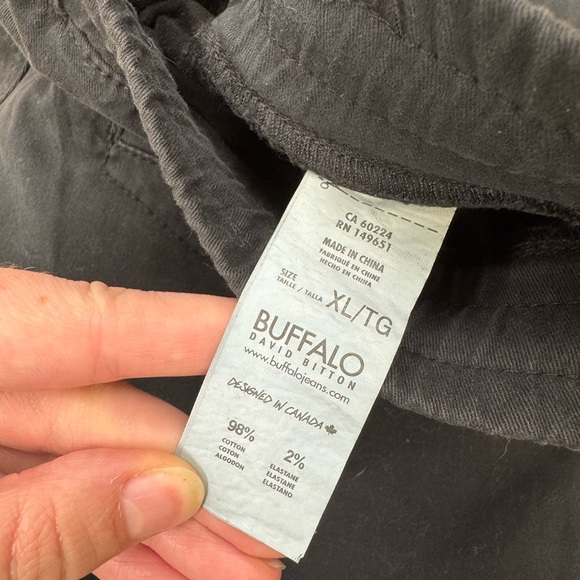 CA 60224
RN 149651
MADE IN CHINA
FABRIQUÉ EN CHINE
HECHO EN CHINA
SIZE
TAILLE / TALLA
XL/TG
BUFFALO
DAVID BITTON
www.buffalojeans.com
DESIGNED IN CANADA
98%
COTTON
COTON
ALGODON
2%
ELASTANE
ELASTANE
ELASTANO